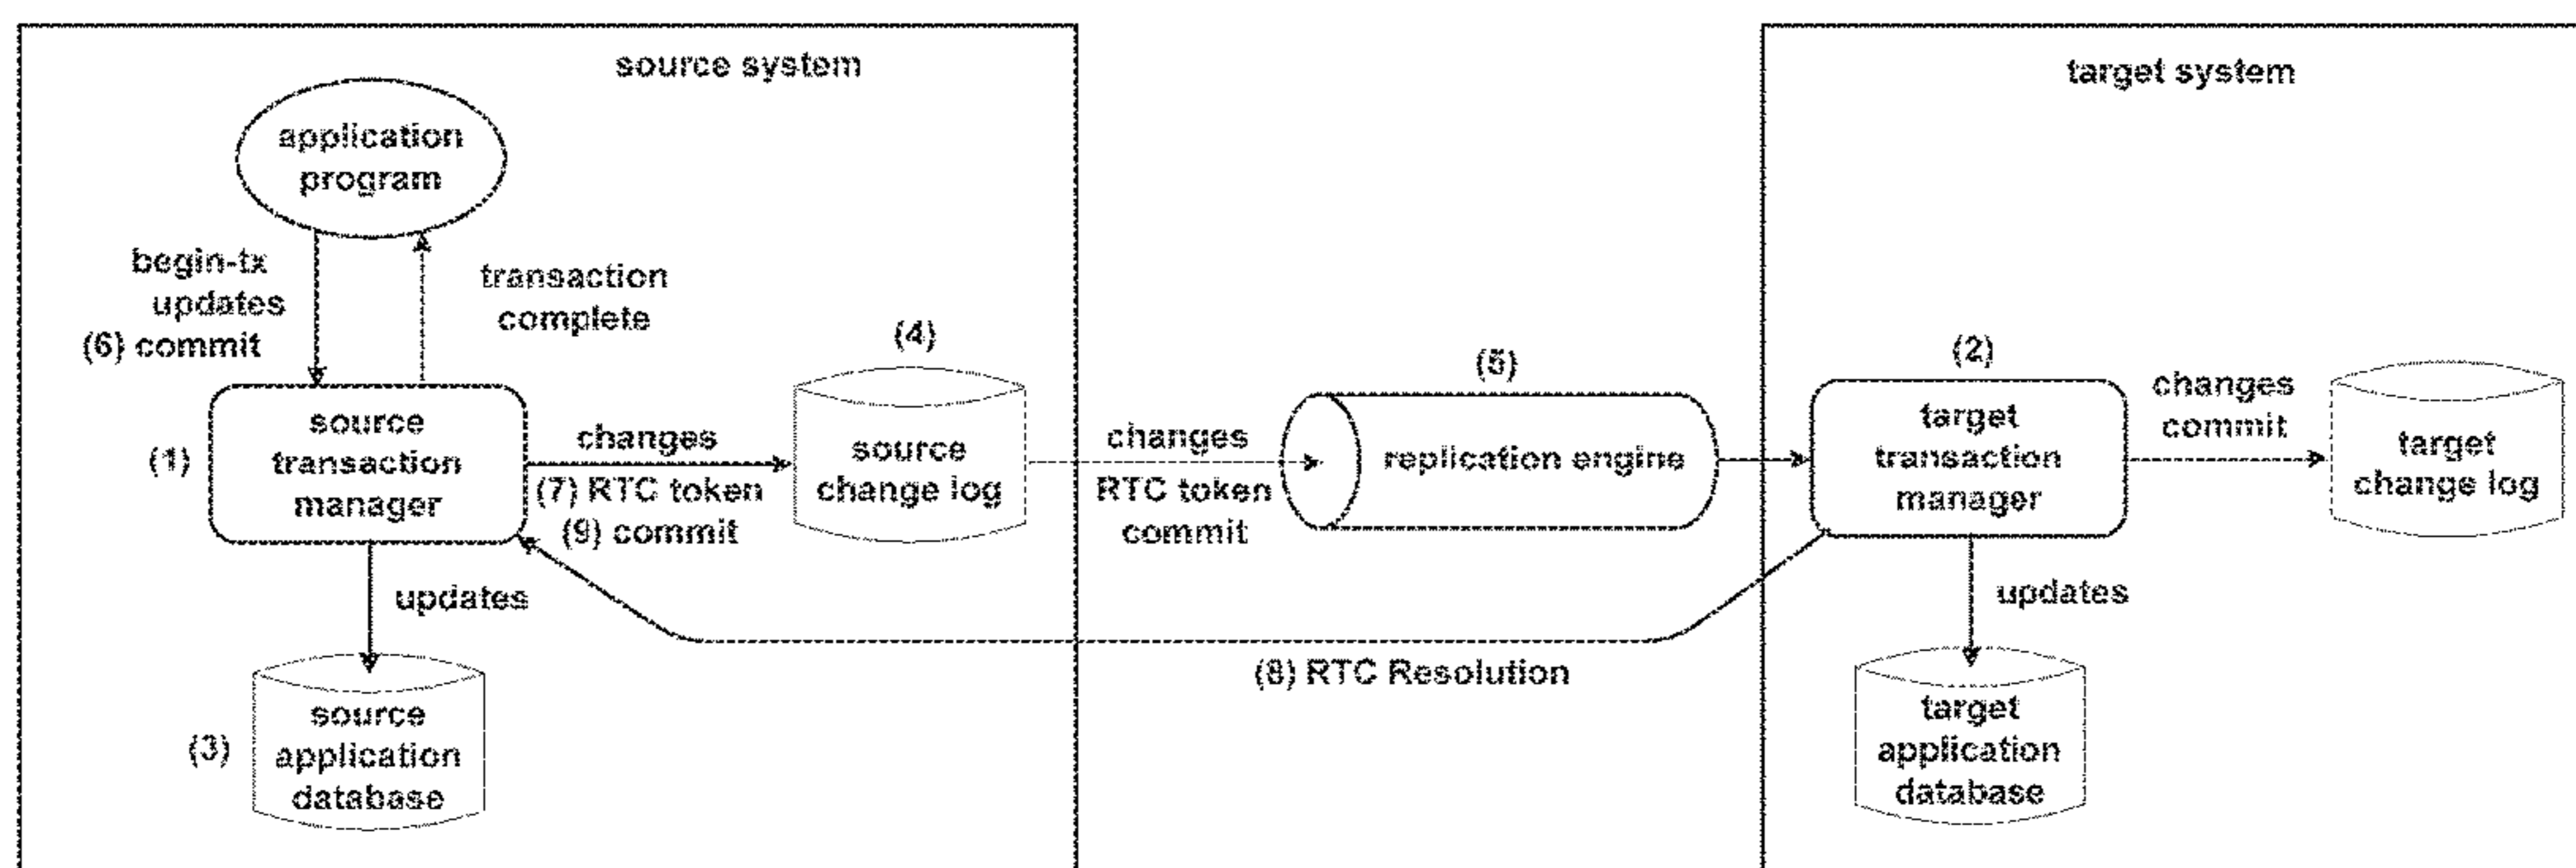 source system
target system
application
program
begin-tx
updates
(6) commit
transaction
complete
(1)
source
transaction
manager
changes
(7) RTC token
(9) commit
(4)
source
change log
changes
RTC token
commit
(5)
replication engine
(2)
target
transaction
manager
changes
commit
target
change log
updates
(8) RTC Resolution
updates
(3)
source
application
database
target
application
database